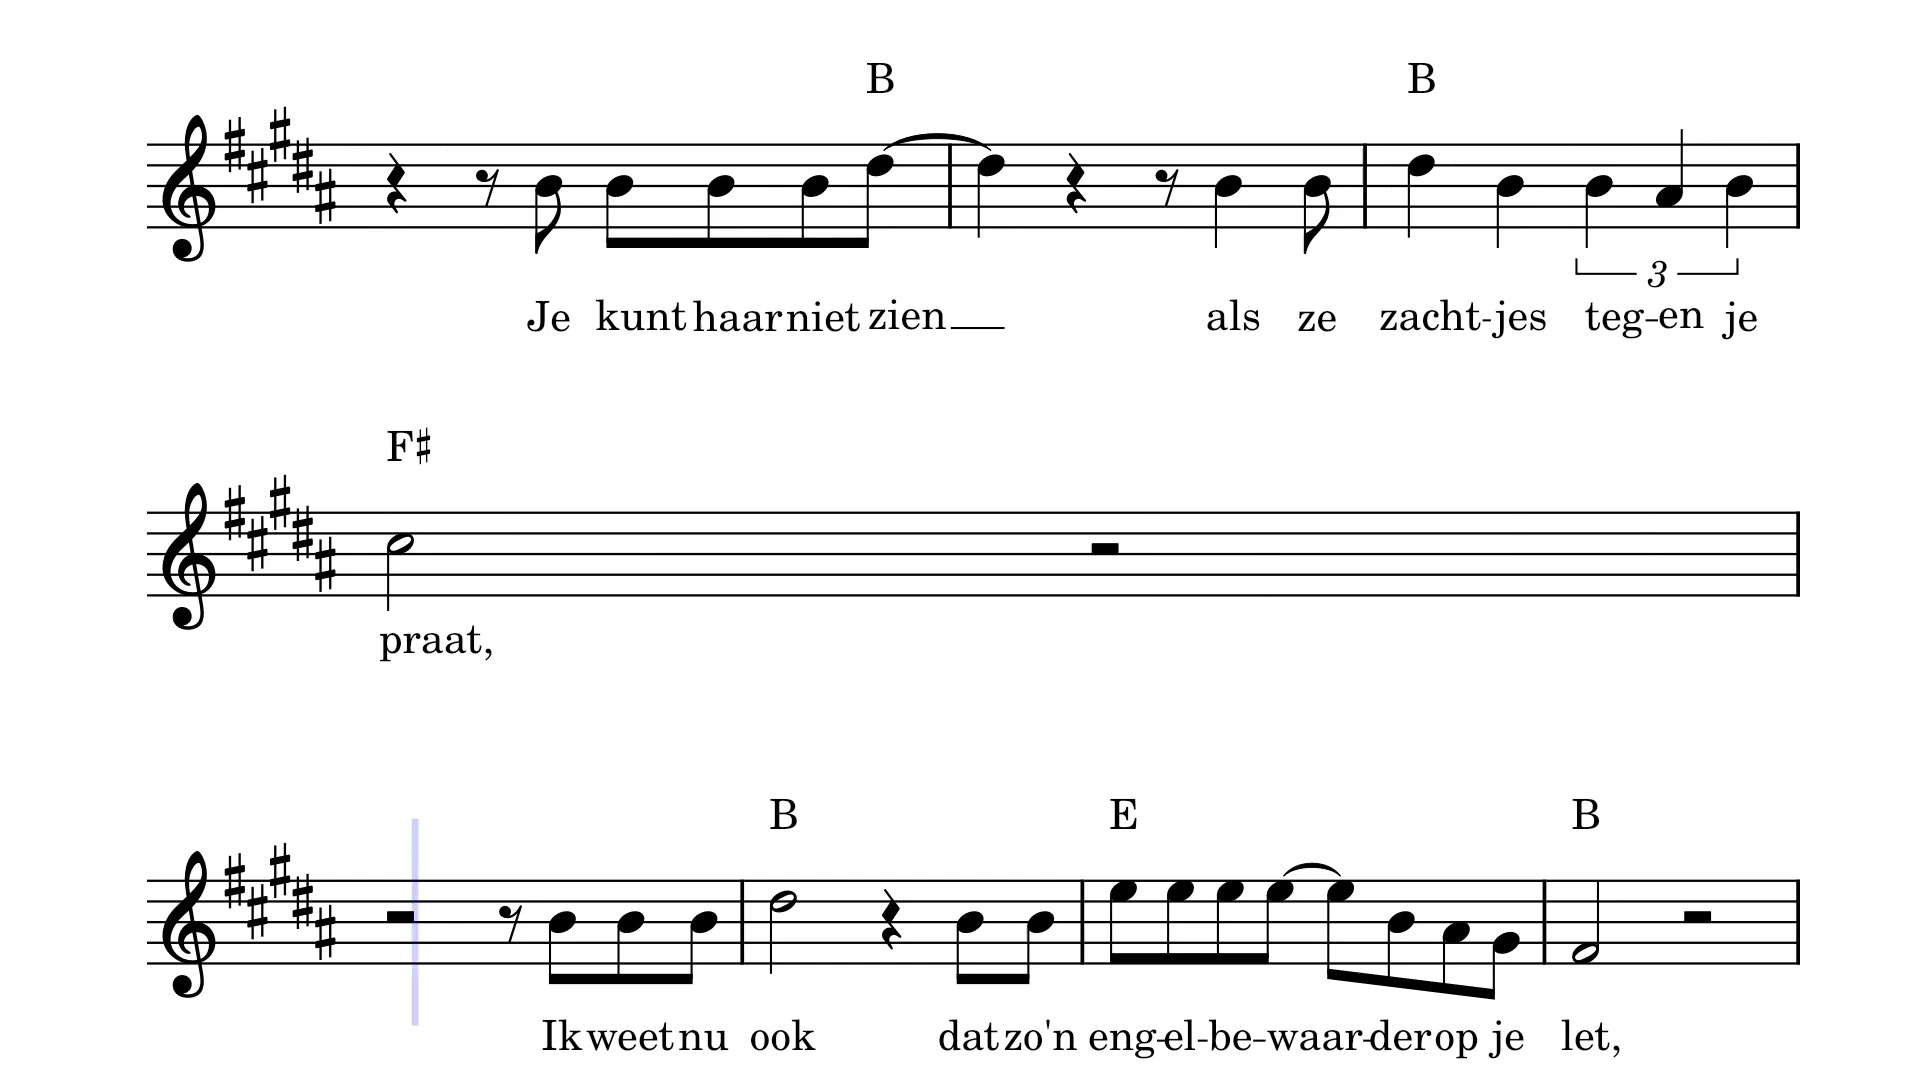 B B
3
Je kunt haar niet zien als ze zacht-jes teg-en je
F♯
praat,
B E B
Ik weet nu ook dat zo'n eng-el-be-waar-der op je let,